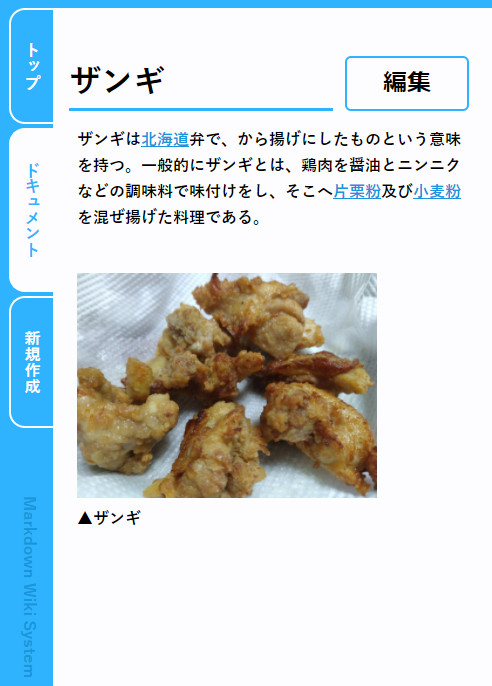 トップ
ドキュメント
新規作成
Markdown Wiki System
ザンギ
編集
ザンギは北海道弁で、から揚げにしたものという意味
を持つ。一般的にザンギとは、鶏肉を醤油とニンニク
などの調味料で味付けをし、そこへ片栗粉及び小麦粉
を混ぜ揚げた料理である。
▲ザンギ